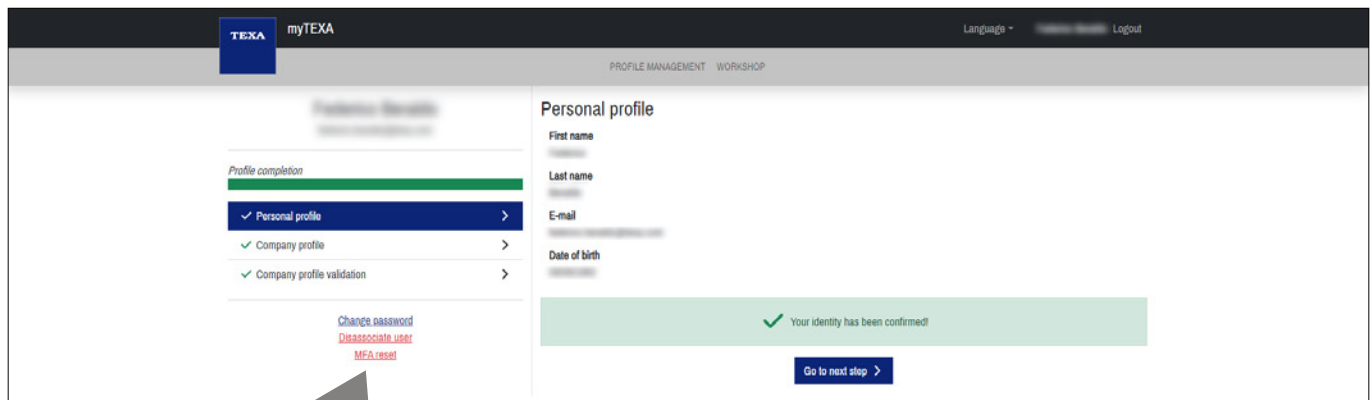 TEXA
myTEXA
Language
Logout
PROFILE MANAGEMENT WORKSHOP
Profile completion
Personal profile
Company profile
Company profile validation
Change password
Disassociate user
MFA reset
Personal profile
First name
Last name
E-mail
Date of birth
Your identity has been confirmed!
Go to next step